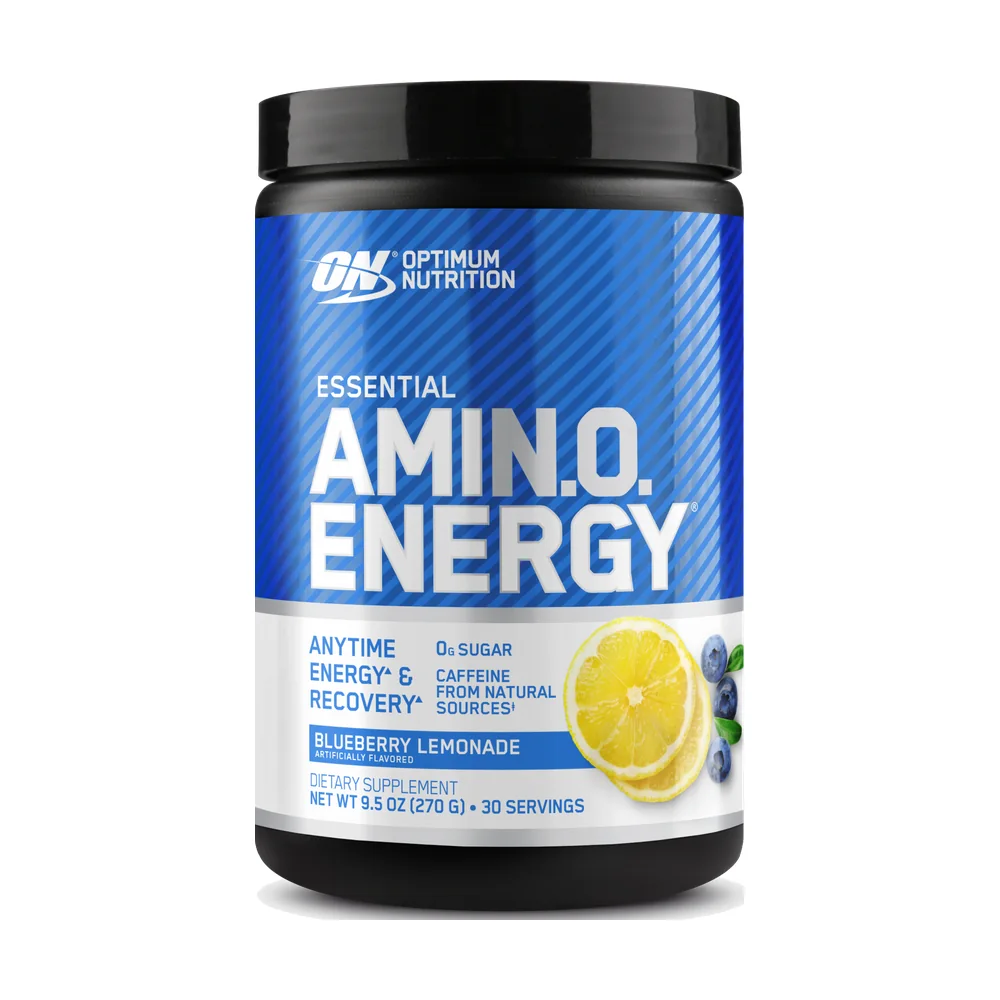 ON® OPTIMUM
NUTRITION
ESSENTIAL
AMIN.O.
ENERGY®
ANYTIME
ENERGY▲ &
RECOVERY▲
0G SUGAR
CAFFEINE
FROM NATURAL
SOURCES‡
BLUEBERRY LEMONADE
ARTIFICIALLY FLAVORED
DIETARY SUPPLEMENT
NET WT 9.5 OZ (270 G) • 30 SERVINGS